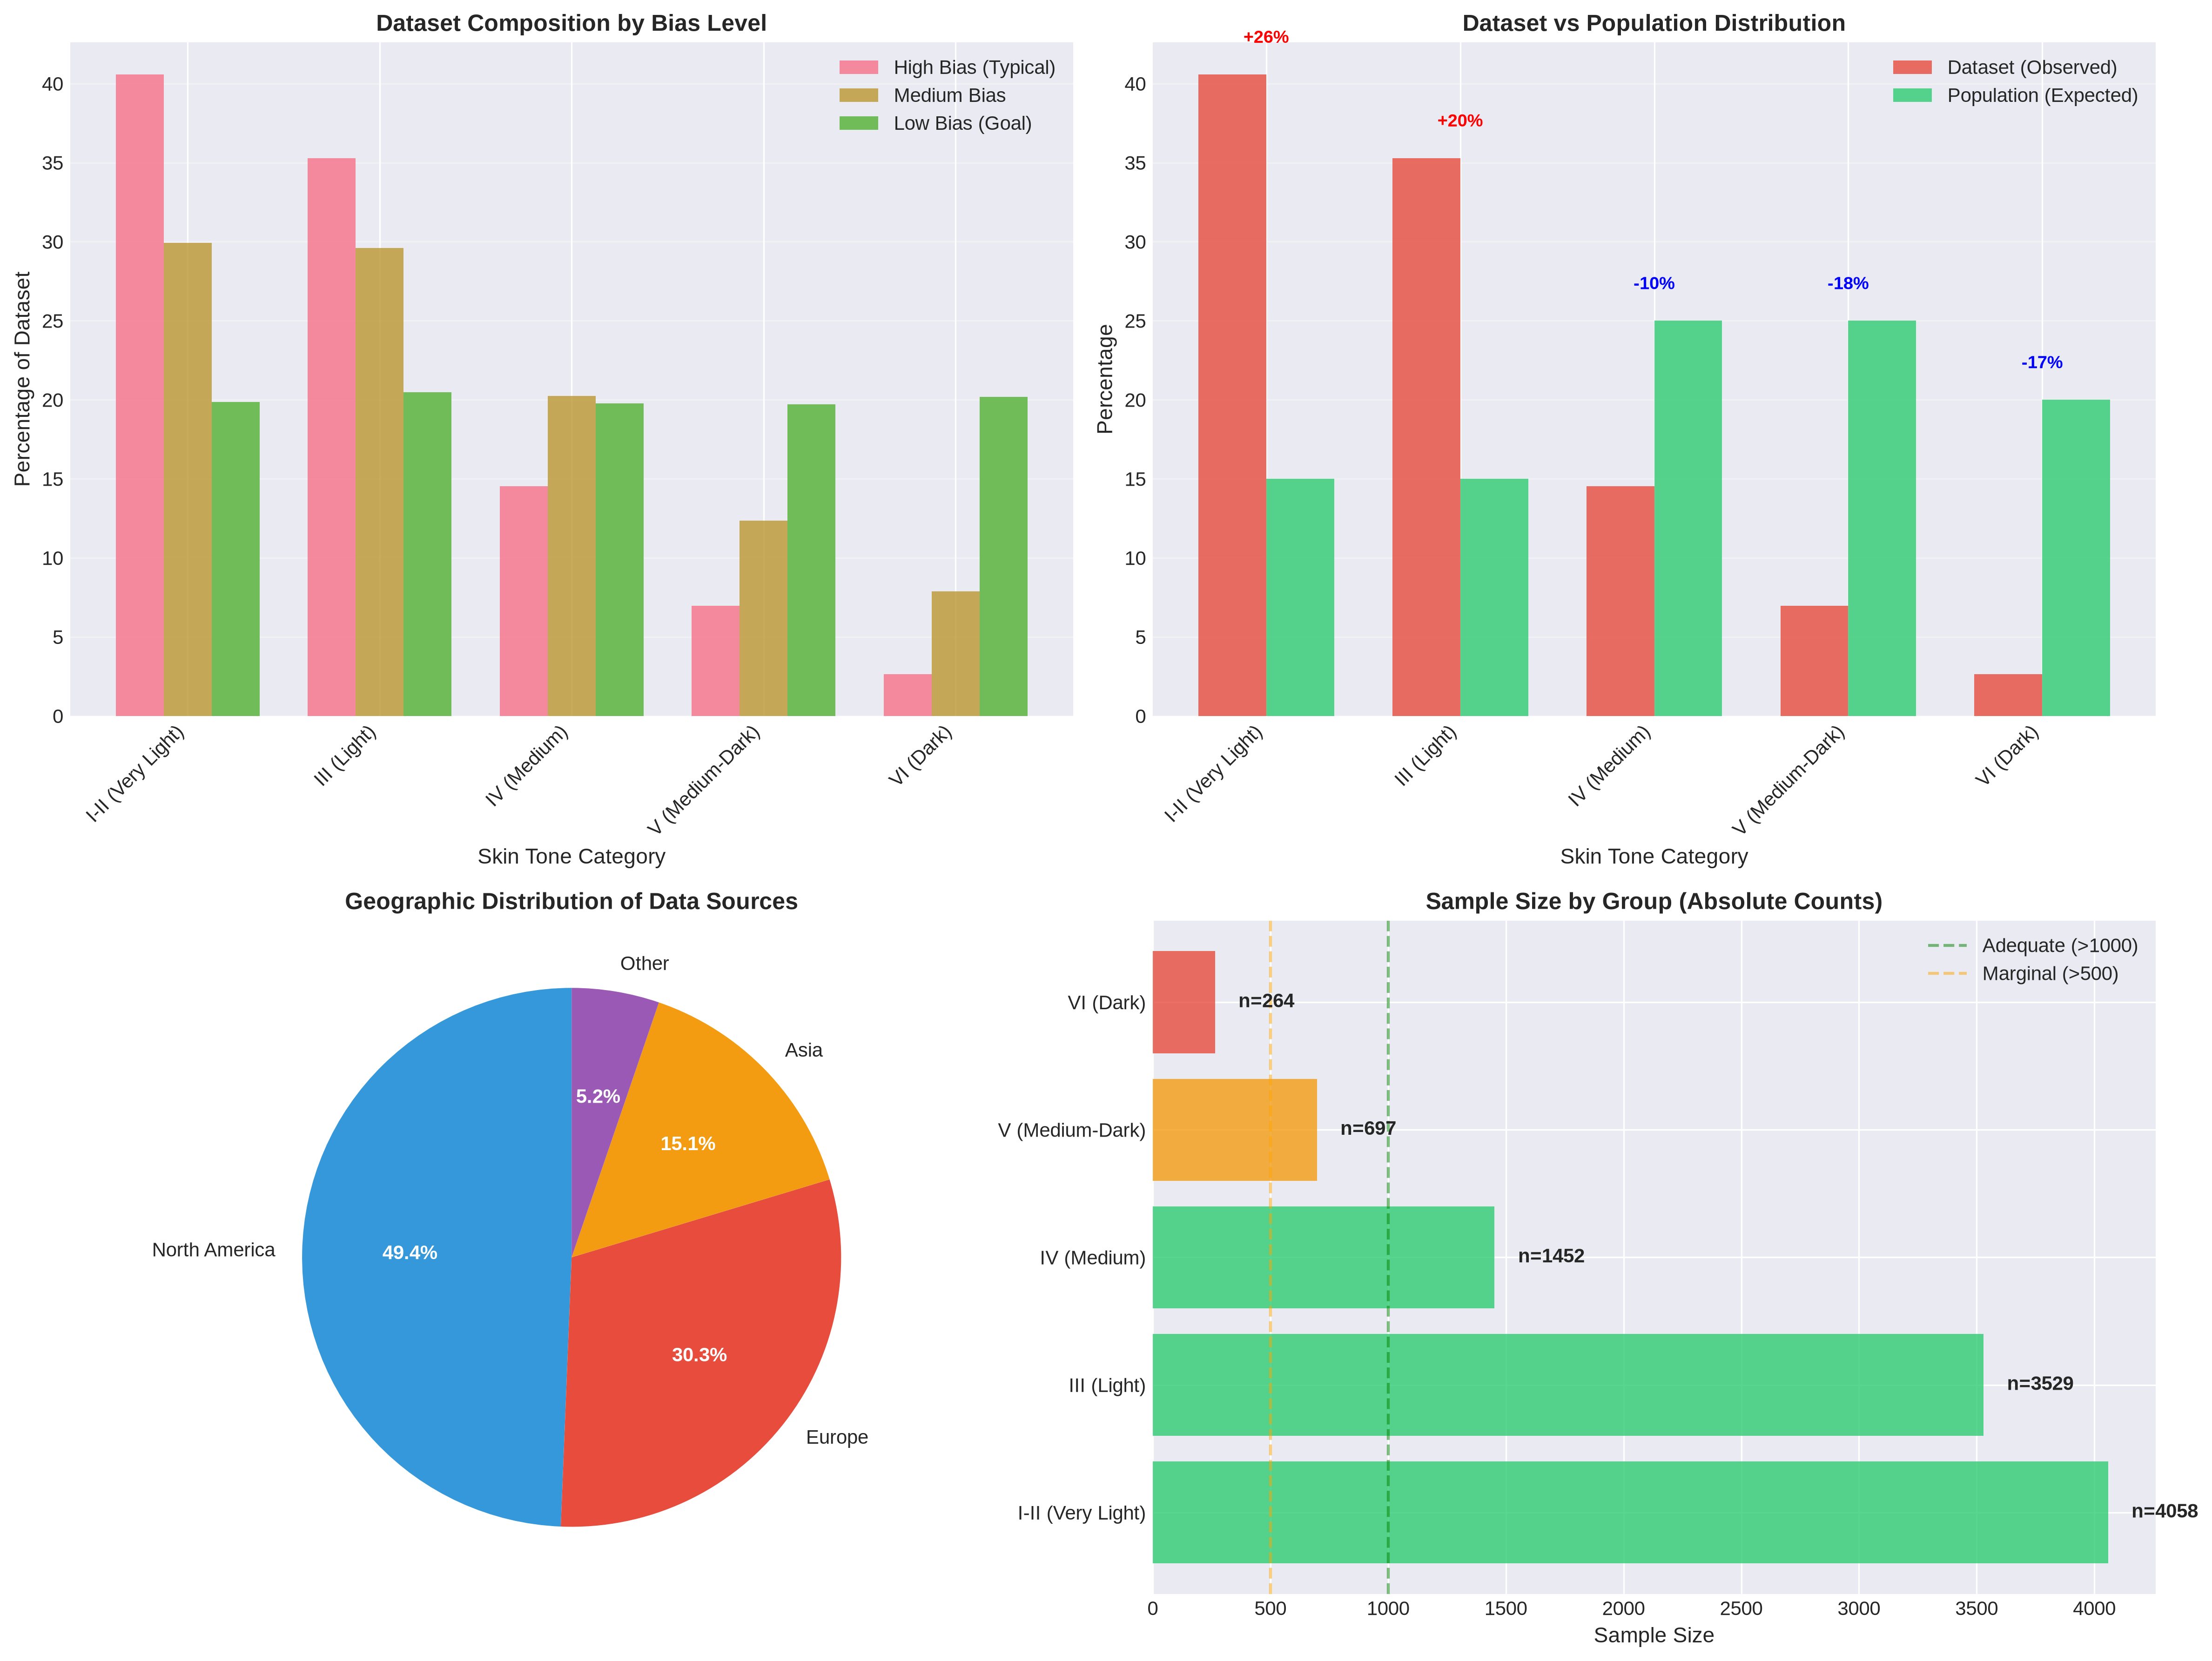 Dataset Composition by Bias Level
High Bias (Typical)
Medium Bias
Low Bias (Goal)
Percentage of Dataset
40
35
30
25
20
15
10
5
0
I-II (Very Light)
III (Light)
IV (Medium)
V (Medium-Dark)
VI (Dark)
Skin Tone Category
Dataset vs Population Distribution
+26%
+20%
-10%
-18%
-17%
Dataset (Observed)
Population (Expected)
Percentage
40
35
30
25
20
15
10
5
0
I-II (Very Light)
III (Light)
IV (Medium)
V (Medium-Dark)
VI (Dark)
Skin Tone Category
Geographic Distribution of Data Sources
Other
Asia
5.2%
15.1%
North America
49.4%
30.3%
Europe
Sample Size by Group (Absolute Counts)
Adequate (>1000)
Marginal (>500)
VI (Dark)
n=264
V (Medium-Dark)
n=697
IV (Medium)
n=1452
III (Light)
n=3529
I-II (Very Light)
n=4058
0
500
1000
1500
2000
2500
3000
3500
4000
Sample Size